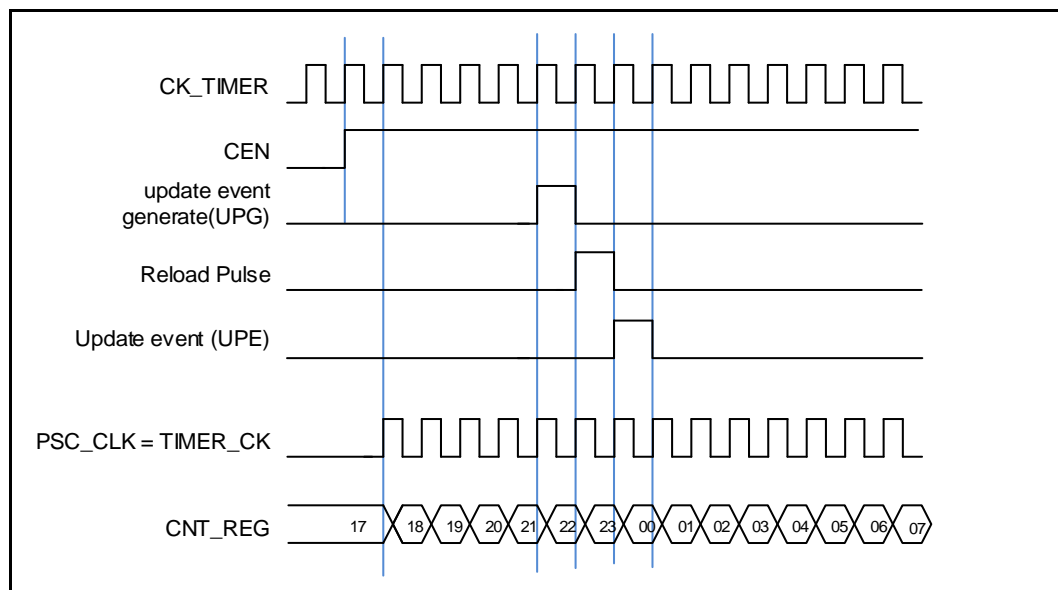 CK_TIMER
CEN
update event
generate(UPG)
Reload Pulse
Update event (UPE)
PSC_CLK = TIMER_CK
CNT_REG 17 18 19 20 21 22 23 00 01 02 03 04 05 06 07